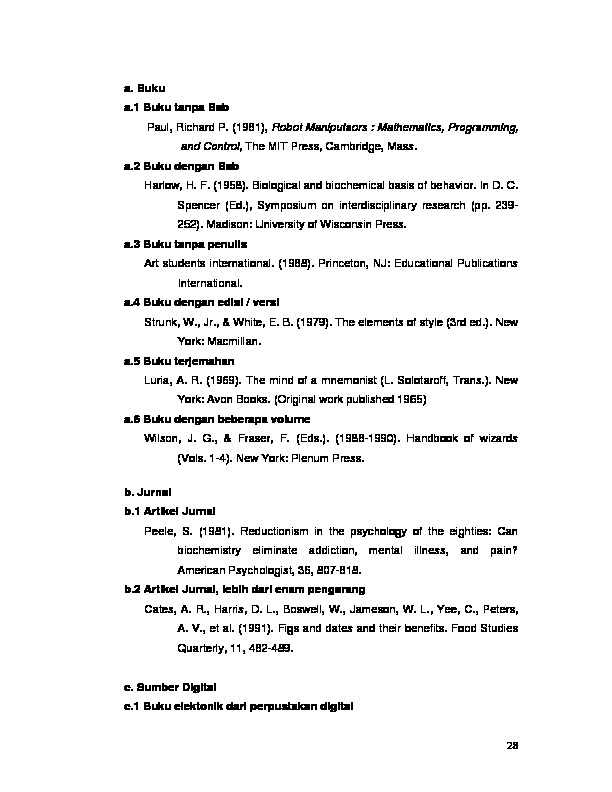 a. Buku
a.1 Buku tanpa Bab
Paul, Richard P. (1981), Robot Manipulaors : Mathematics, Programming,
and Control, The MIT Press, Cambridge, Mass.
a.2 Buku dengan Bab
Harlow, H. F. (1958). Biological and biochemical basis of behavior. In D. C.
Spencer (Ed.), Symposium on interdisciplinary research (pp. 239-
252). Madison: University of Wisconsin Press.
a.3 Buku tanpa penulis
Art students international. (1988). Princeton, NJ: Educational Publications
International.
a.4 Buku dengan edisi / versi
Strunk, W., Jr., & White, E. B. (1979). The elements of style (3rd ed.). New
York: Macmillan.
a.5 Buku terjemahan
Luria, A. R. (1969). The mind of a mnemonist (L. Solotaroff, Trans.). New
York: Avon Books. (Original work published 1965)
a.6 Buku dengan beberapa volume
Wilson, J. G., & Fraser, F. (Eds.). (1988-1990). Handbook of wizards
(Vols. 1-4). New York: Plenum Press.
b. Jurnal
b.1 Artikel Jurnal
Peele, S. (1981). Reductionism in the psychology of the eighties: Can
biochemistry eliminate addiction, mental illness, and pain?
American Psychologist, 36, 807-818.
b.2 Artikel Jurnal, lebih dari enam pengarang
Cates, A. R., Harris, D. L., Boswell, W., Jameson, W. L., Yee, C., Peters,
A. V., et al. (1991). Figs and dates and their benefits. Food Studies
Quarterly, 11, 482-489.
c. Sumber Digital
c.1 Buku elektonik dari perpustakan digital
28